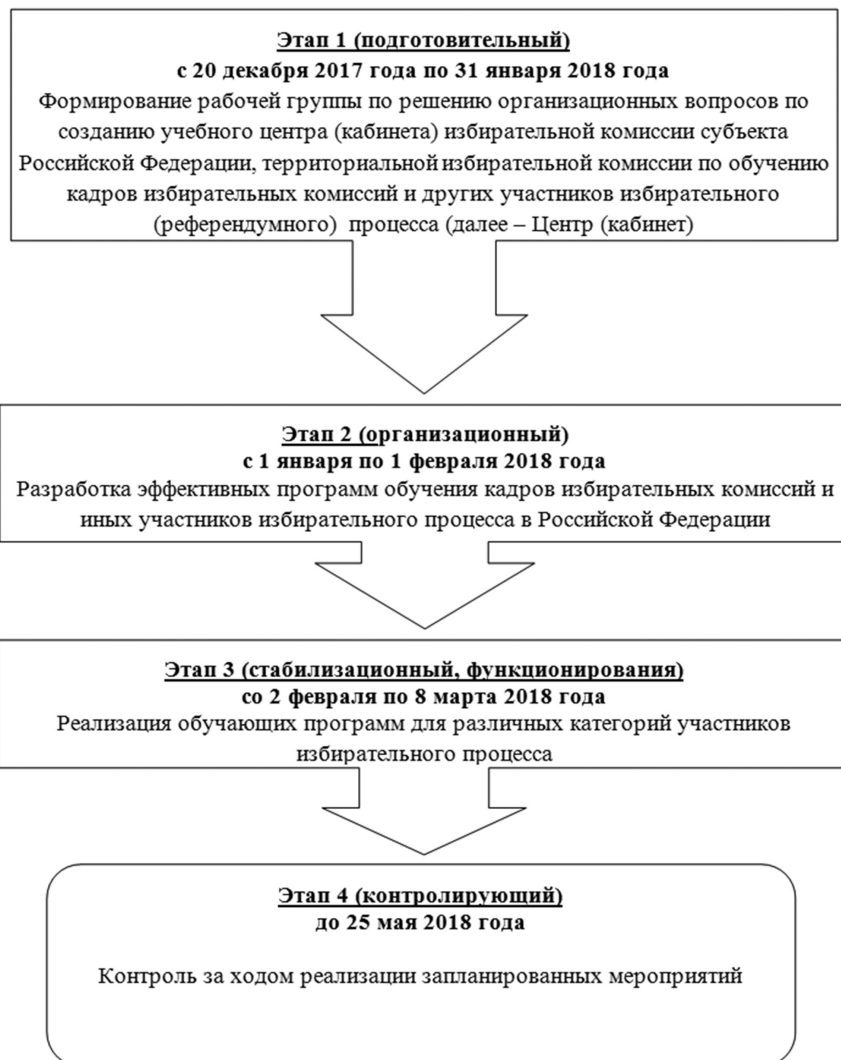 Этап 1 (подготовительный)
с 20 декабря 2017 года по 31 января 2018 года
Формирование рабочей группы по решению организационных вопросов по
созданию учебного центра (кабинета) избирательной комиссии субъекта
Российской Федерации, территориальной избирательной комиссии по обучению
кадров избирательных комиссий и других участников избирательного
(референдумного) процесса (далее – Центр (кабинет)
Этап 2 (организационный)
с 1 января по 1 февраля 2018 года
Разработка эффективных программ обучения кадров избирательных комиссий и
иных участников избирательного процесса в Российской Федерации
Этап 3 (стабилизационный, функционирования)
со 2 февраля по 8 марта 2018 года
Реализация обучающих программ для различных категорий участников
избирательного процесса
Этап 4 (контролирующий)
до 25 мая 2018 года
Контроль за ходом реализации запланированных мероприятий